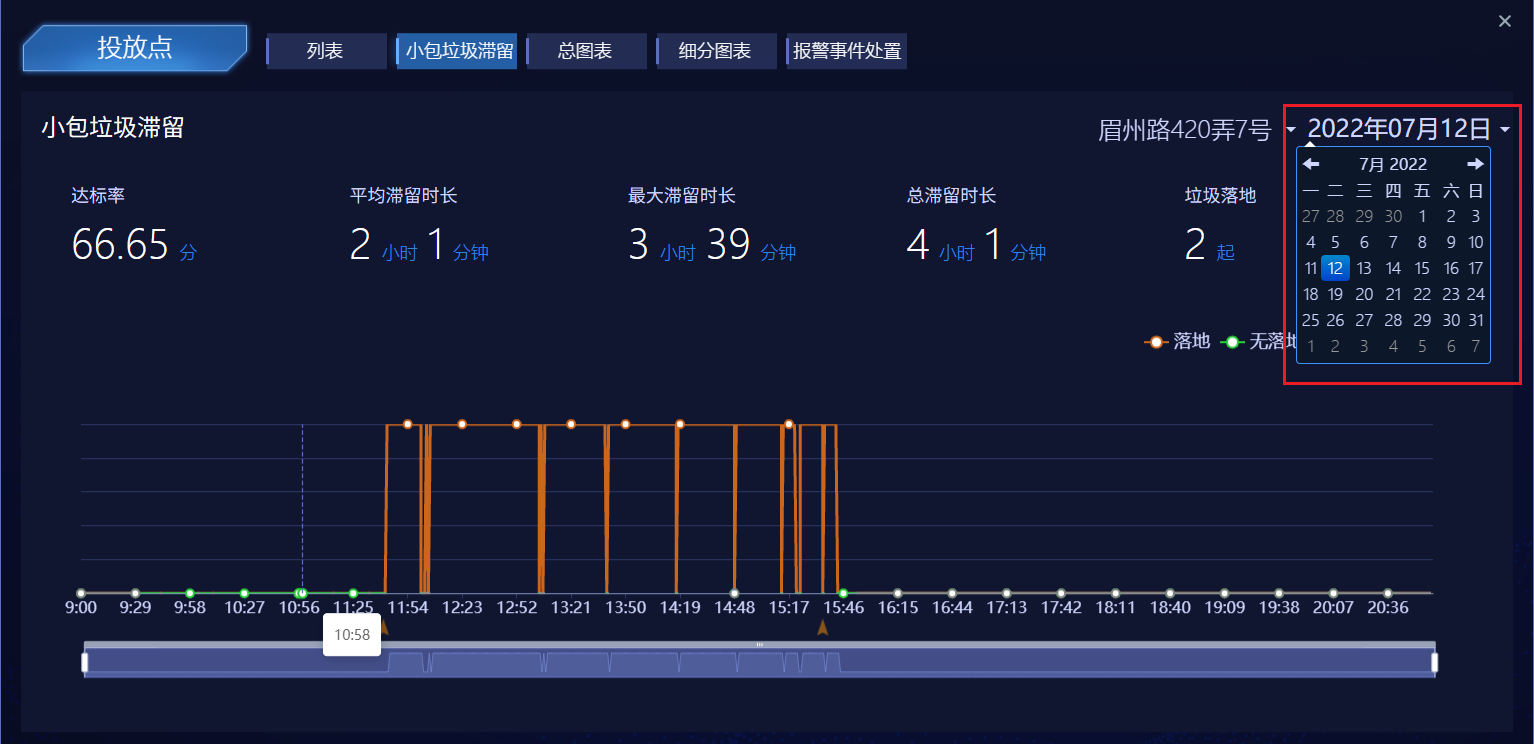 投放点
列表
小包垃圾滞留
总图表
细分图表
报警事件处置
小包垃圾滞留
眉州路420弄7号
2022年07月12日
达标率
66.65 分
平均滞留时长
2 小时 1 分钟
最大滞留时长
3 小时 39 分钟
总滞留时长
4 小时 1 分钟
垃圾落地
2 起
7月 2022
一 二 三 四 五 六 日
27 28 29 30 1 2 3
4 5 6 7 8 9 10
11 12 13 14 15 16 17
18 19 20 21 22 23 24
25 26 27 28 29 30 31
1 2 3 4 5 6 7
落地 无落地
9:00 9:29 9:58 10:27 10:56 11:25 11:54 12:23 12:52 13:21 13:50 14:19 14:48 15:17 15:46 16:15 16:44 17:13 17:42 18:11 18:40 19:09 19:38 20:07 20:36
10:58